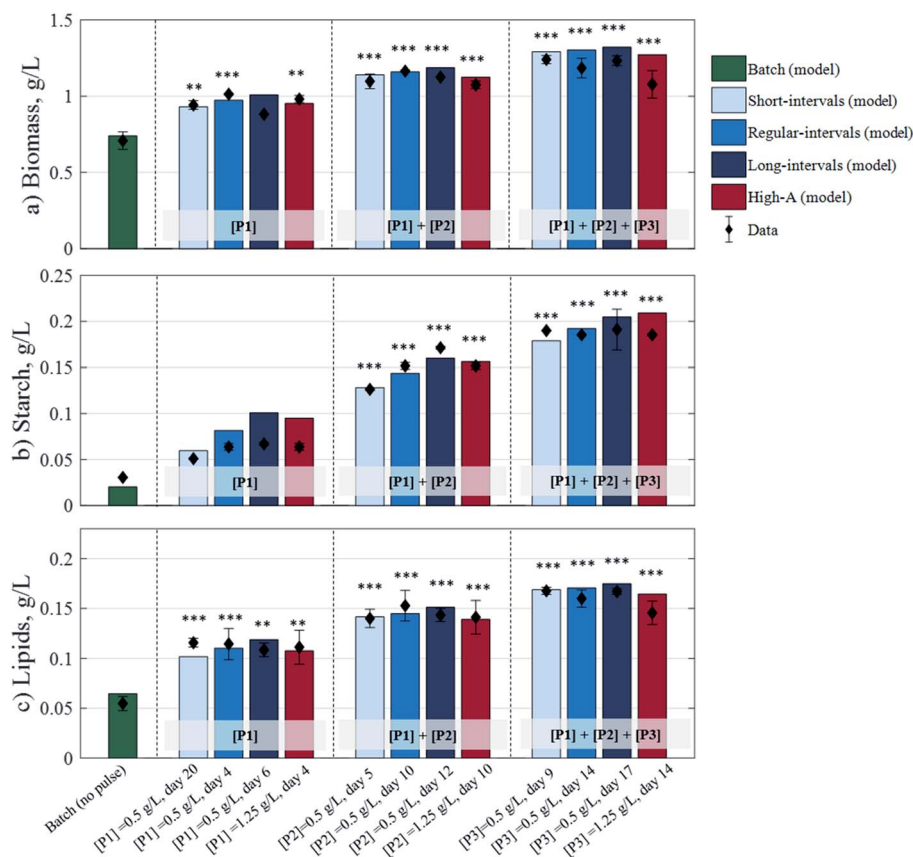 1.5
1
0.5
0
a) Biomass, g/L
** *** **
*** *** *** ***
*** *** *** ***
[P1]
[P1] + [P2]
[P1] + [P2] + [P3]
Batch (model)
Short-intervals (model)
Regular-intervals (model)
Long-intervals (model)
High-A (model)
Data
0.25
0.2
0.15
0.1
0.05
0
b) Starch, g/L
*** *** *** ***
*** *** *** ***
[P1]
[P1] + [P2]
[P1] + [P2] + [P3]
0.2
0.15
0.1
0.05
0
c) Lipids, g/L
*** *** ** **
*** *** *** ***
*** *** *** ***
[P1]
[P1] + [P2]
[P1] + [P2] + [P3]
Batch (no pulse)
[P1] =0.5 g/L, day 20
[P1] =0.5 g/L, day 4
[P1] =0.5 g/L, day 6
[P1] =1.25 g/L, day 4
[P2]=0.5 g/L, day 5
[P2] =0.5 g/L, day 10
[P2] =0.5 g/L, day 12
[P2] =1.25 g/L, day 10
[P3]=0.5 g/L, day 9
[P3] =0.5 g/L, day 14
[P3] =0.5 g/L, day 17
[P3] =1.25 g/L, day 14